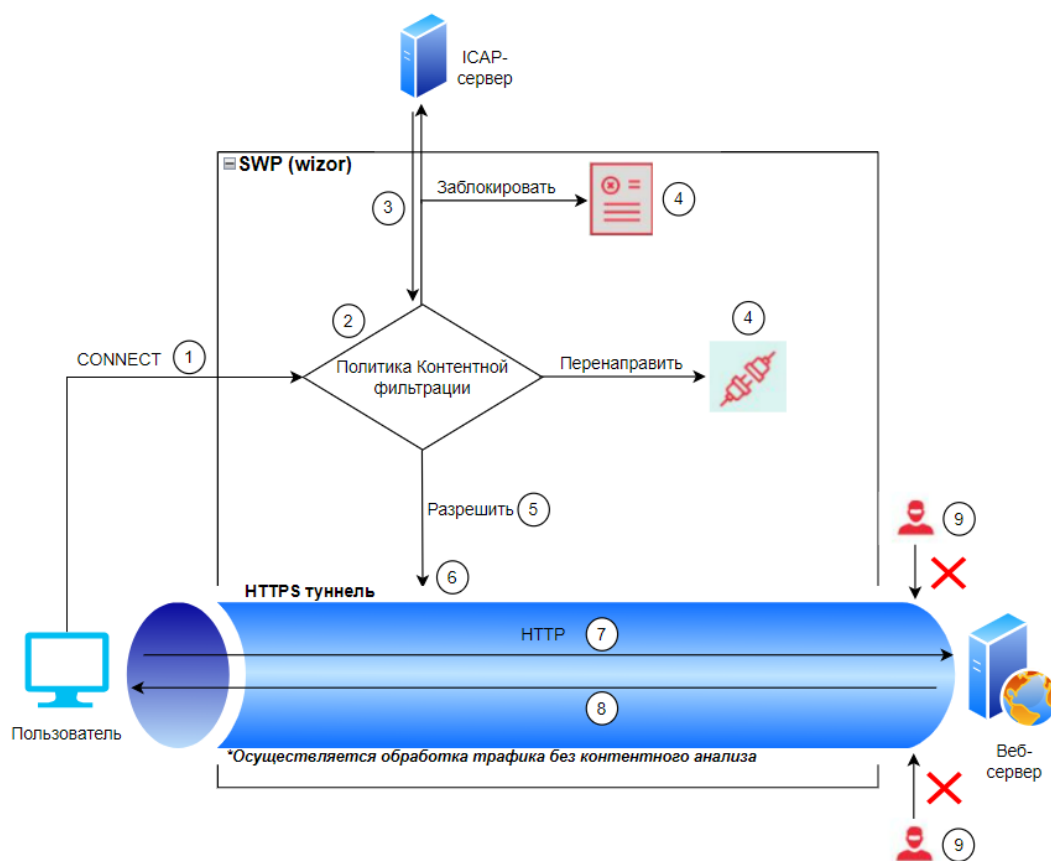 ICAP-
сервер
SWP (wizor)
Заблокировать
4
3
2
4
CONNECT
1
Политика Контентной
фильтрации
Перенаправить
Разрешить
5
9
6
HTTPS туннель
HTTP
7
8
Пользователь
*Осуществляется обработка трафика без контентного анализа
Веб-
сервер
9